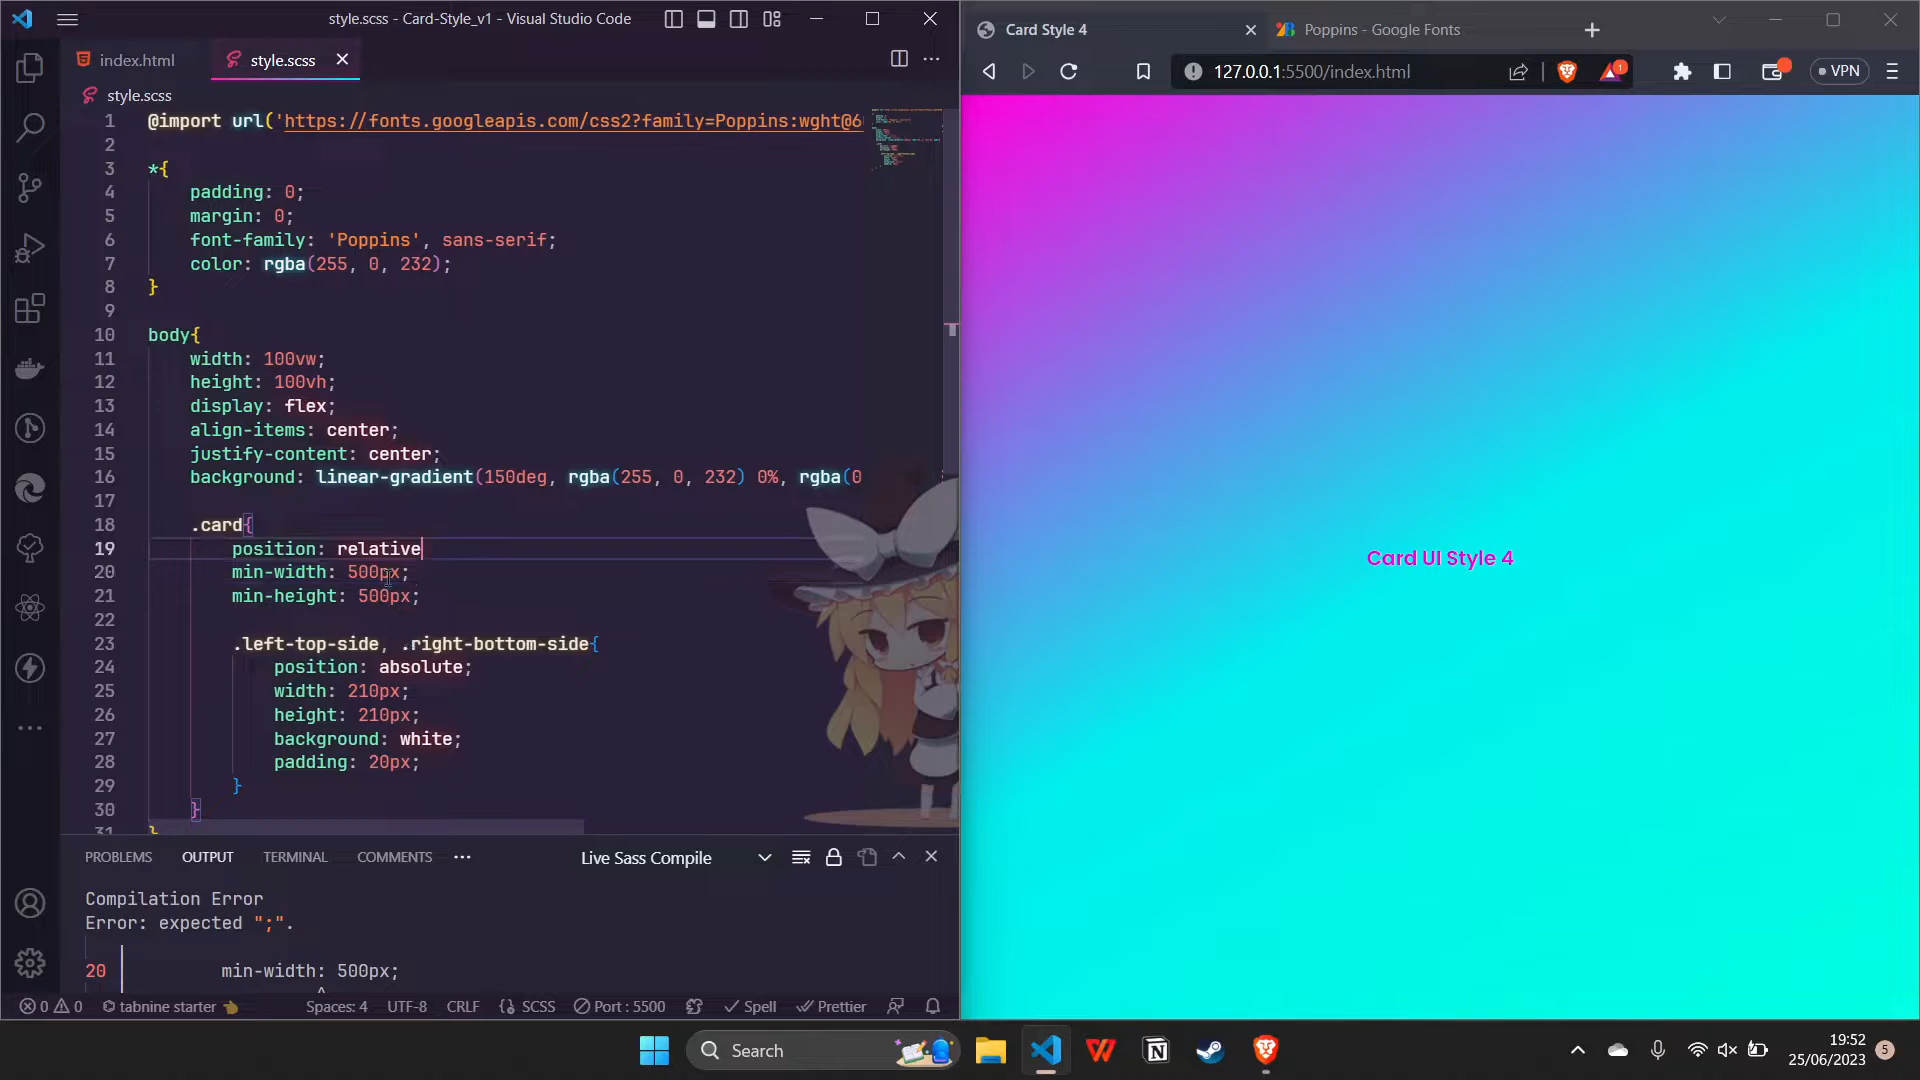 style.scss - Card-Style_v1 - Visual Studio Code
index.html
style.scss
style.scss
1 @import url('https://fonts.googleapis.com/css2?family=Poppins:wght@6
2
3 *{
4 padding: 0;
5 margin: 0;
6 font-family: 'Poppins', sans-serif;
7 color: rgba(255, 0, 232);
8 }
9
10 body{
11 width: 100vw;
12 height: 100vh;
13 display: flex;
14 align-items: center;
15 justify-content: center;
16 background: linear-gradient(150deg, rgba(255, 0, 232) 0%, rgba(0
17
18 .card{
19 position: relative
20 min-width: 500px;
21 min-height: 500px;
22
23 .left-top-side, .right-bottom-side{
24 position: absolute;
25 width: 210px;
26 height: 210px;
27 background: white;
28 padding: 20px;
29 }
30 }
31 }
PROBLEMS OUTPUT TERMINAL COMMENTS ···
Live Sass Compile
Compilation Error
Error: expected ";".
20 | min-width: 500px;
^
0 0 tabnine starter Spaces: 4 UTF-8 CRLF {} SCSS Port : 5500 Spell Prettier
Card Style 4
Poppins - Google Fonts
127.0.0.1:5500/index.html
1
VPN
Card UI Style 4
Search
19:52
25/06/2023
5